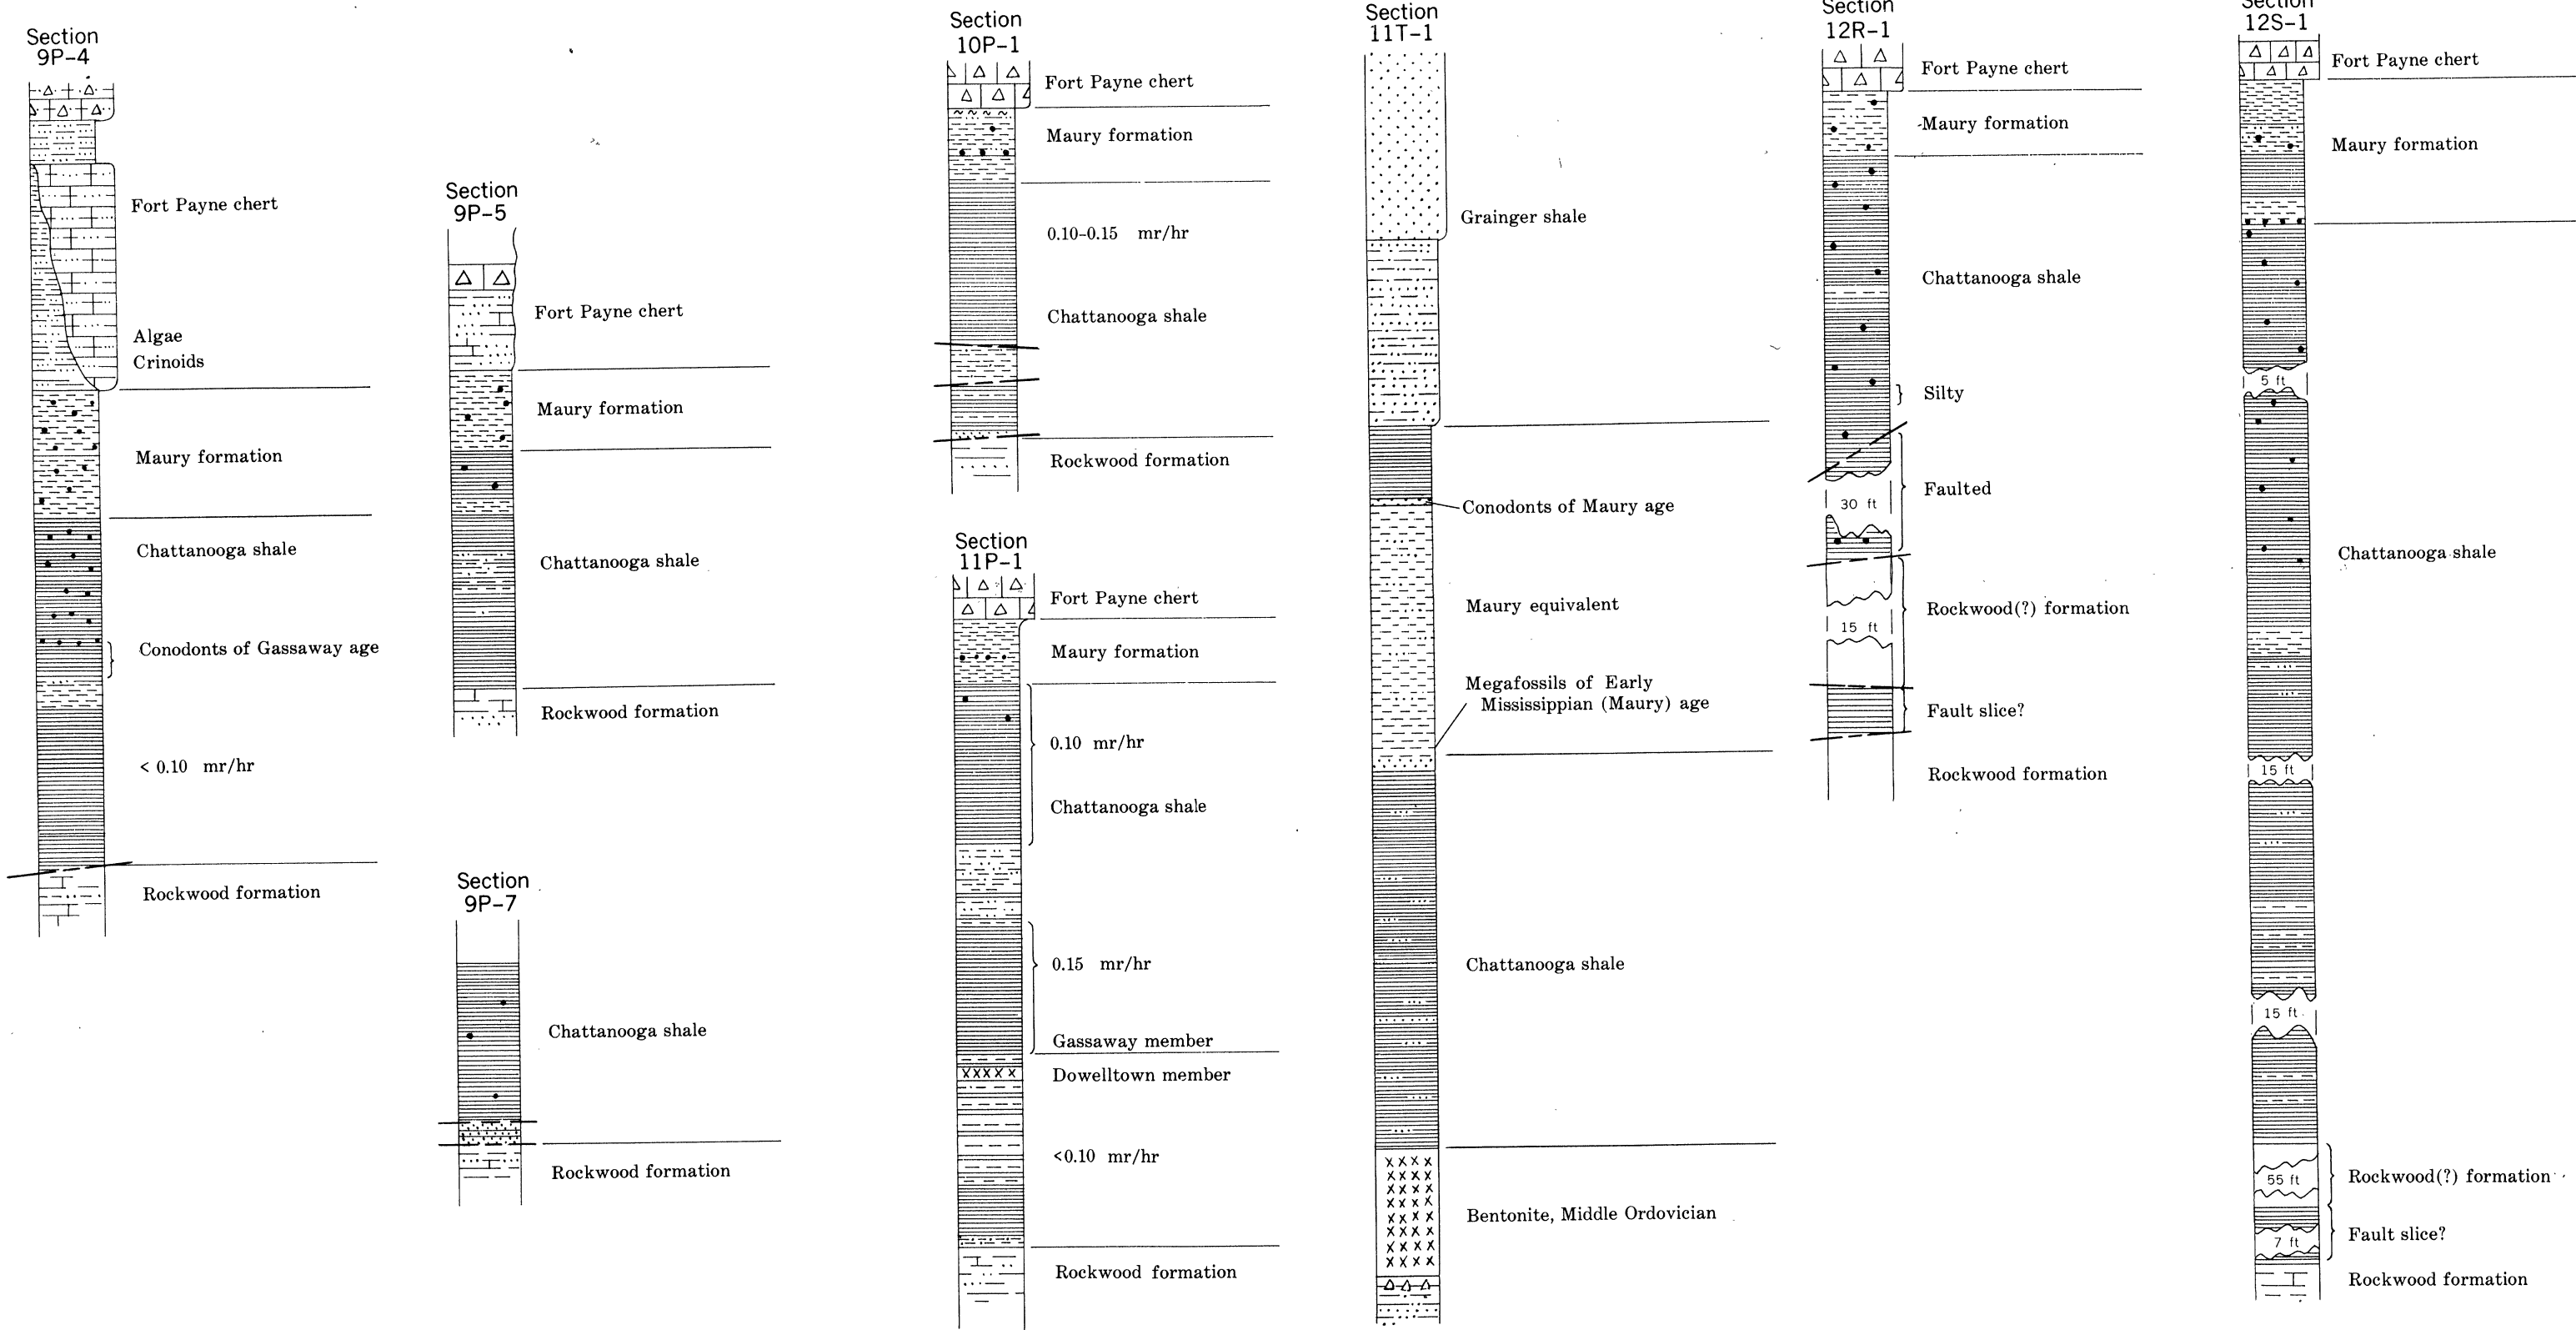 Section
9P-4
Fort Payne chert
Algae
Crinoids
Maury formation
Chattanooga shale
Conodonts of Gassaway age
< 0.10 mr/hr
Rockwood formation
Section
9P-5
Fort Payne chert
Maury formation
Chattanooga shale
Rockwood formation
Section
9P-7
Chattanooga shale
Rockwood formation
Section
10P-1
Fort Payne chert
Maury formation
0.10-0.15 mr/hr
Chattanooga shale
Rockwood formation
Section
11P-1
Fort Payne chert
Maury formation
0.10 mr/hr
Chattanooga shale
0.15 mr/hr
Gassaway member
Dowelltown member
<0.10 mr/hr
Rockwood formation
Section
11T-1
Grainger shale
Conodonts of Maury age
Maury equivalent
Megafossils of Early
Mississippian (Maury) age
Chattanooga shale
Bentonite, Middle Ordovician
Section
12R-1
Fort Payne chert
Maury formation
Chattanooga shale
Silty
Faulted
30 ft
Rockwood(?) formation
15 ft
Fault slice?
Rockwood formation
Section
12S-1
Fort Payne chert
Maury formation
5 ft
Chattanooga shale
15 ft
15 ft
Rockwood(?) formation
55 ft
Fault slice?
7 ft
Rockwood formation